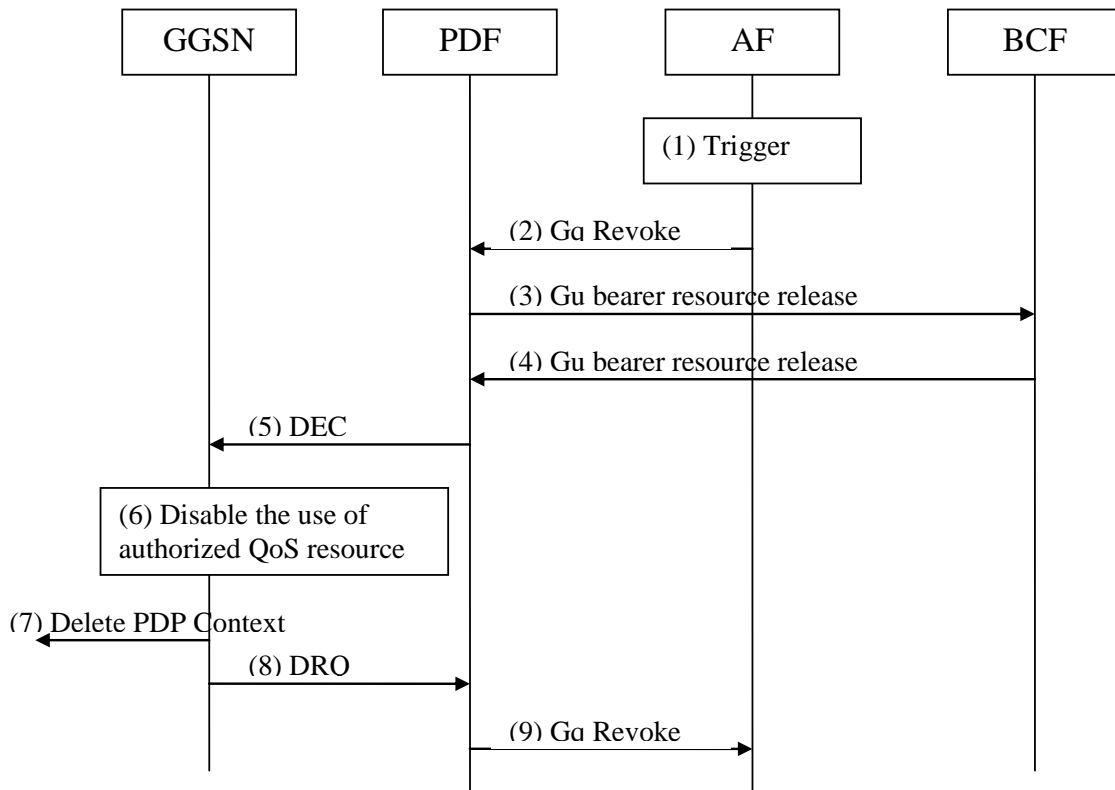 GGSN
PDF
AF
BCF
(1) Trigger
(2) Gq Revoke
(3) Gu bearer resource release
(4) Gu bearer resource release
(5) DEC
(6) Disable the use of
authorized QoS resource
(7) Delete PDP Context
(8) DRQ
(9) Gq Revoke